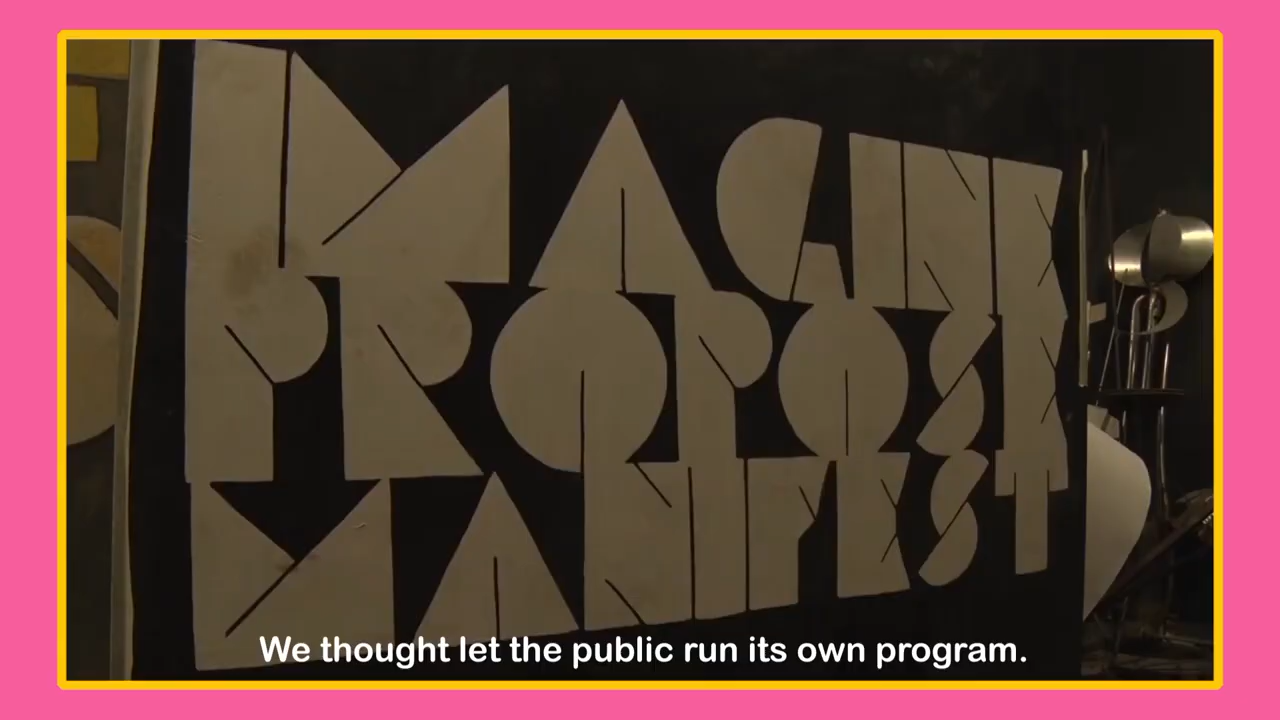 IMAGINE
PROPOSE
MANIFEST
We thought let the public run its own program.